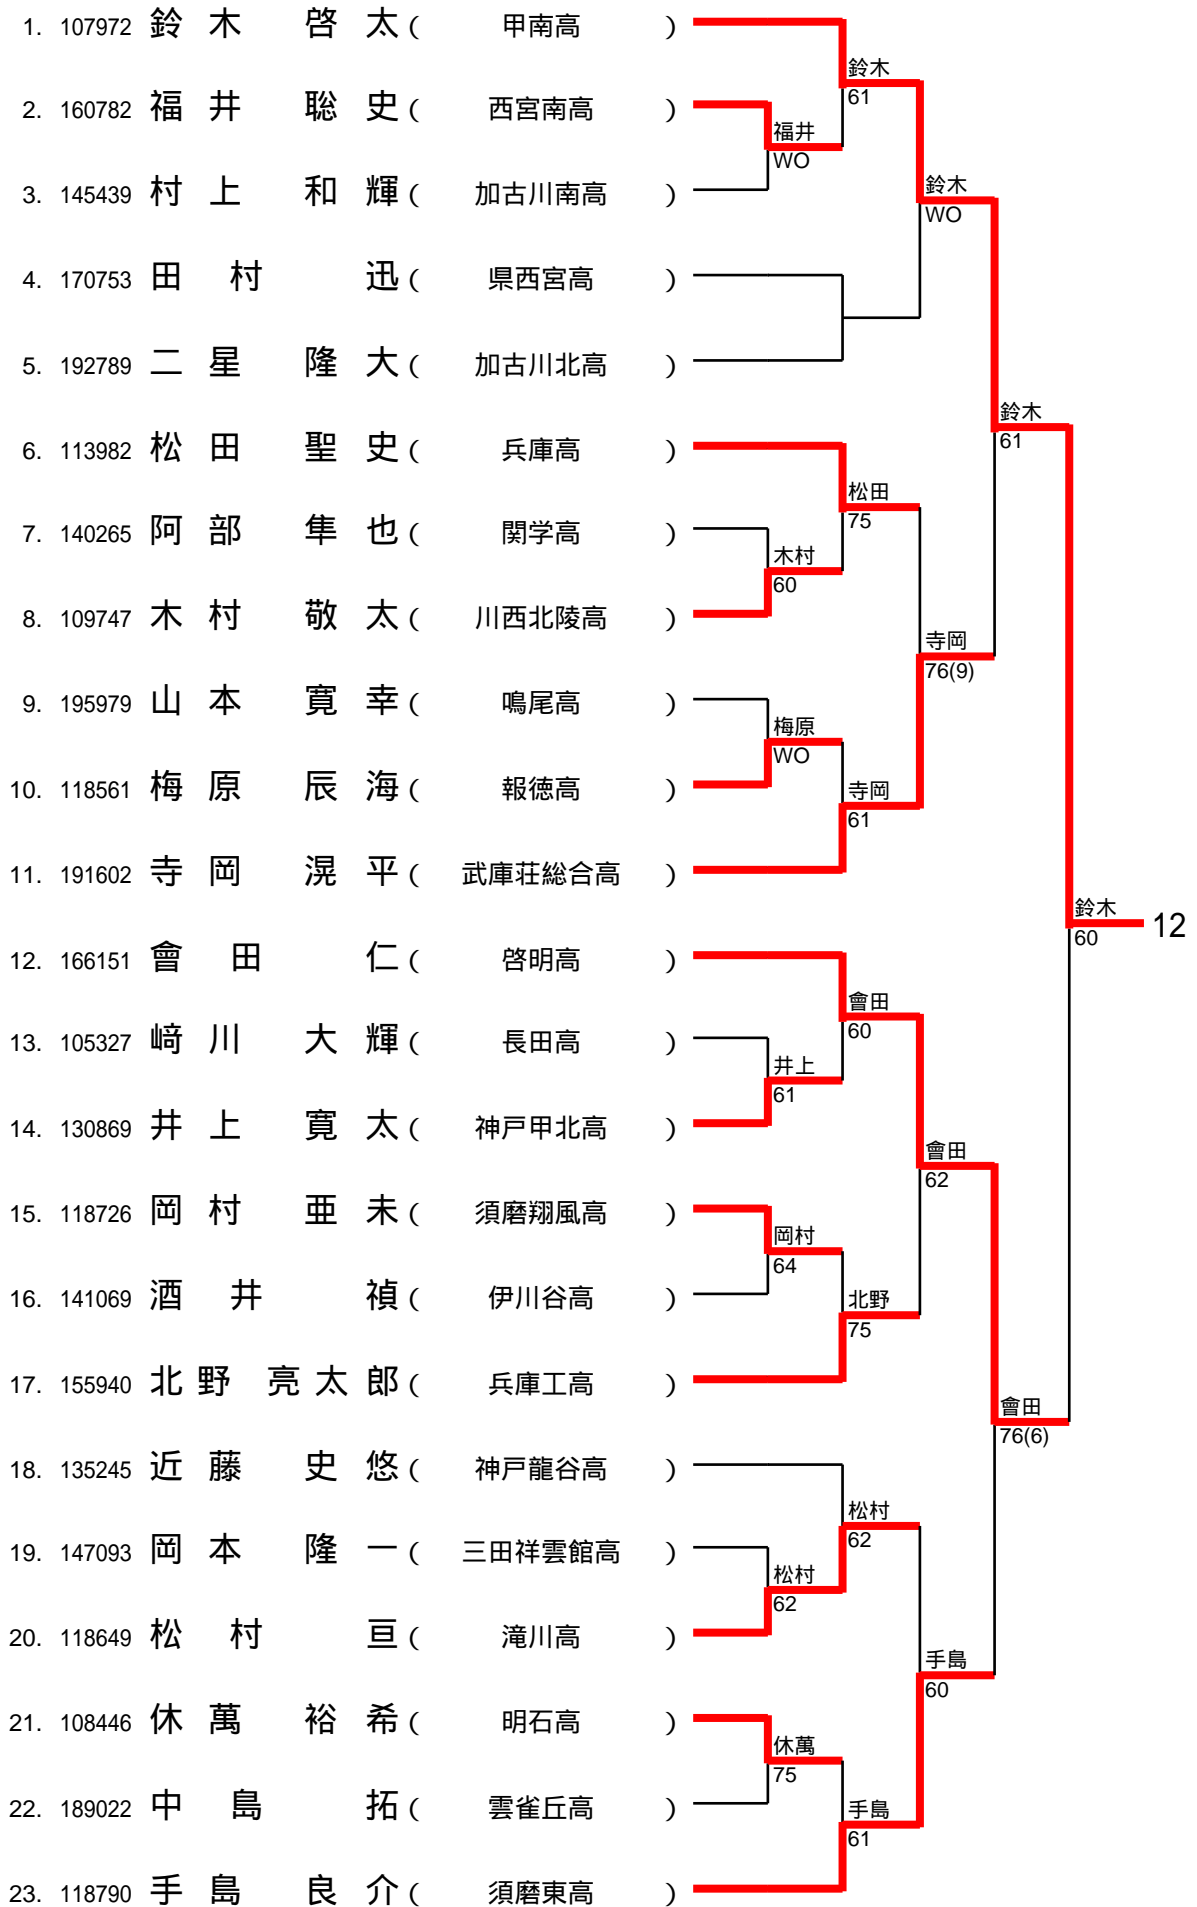 1. 107972 鈴木 啓太 ( 甲南高 )
鈴木
61
2. 160782 福井 聡史 ( 西宮南高 )
福井
WO
鈴木
WO
3. 145439 村上 和輝 ( 加古川南高 )
4. 170753 田村 迅 ( 県西宮高 )
5. 192789 二星 隆大 ( 加古川北高 )
鈴木
61
6. 113982 松田 聖史 ( 兵庫高 )
松田
75
7. 140265 阿部 隼也 ( 関学高 )
木村
60
8. 109747 木村 敬太 ( 川西北陵高 )
寺岡
76(9)
9. 195979 山本 寛幸 ( 鳴尾高 )
梅原
WO
10. 118561 梅原 辰海 ( 報徳高 )
寺岡
61
11. 191602 寺岡 滉平 ( 武庫荘総合高 )
鈴木
60
12
12. 166151 會田 仁 ( 啓明高 )
會田
60
13. 105327 﨑川 大輝 ( 長田高 )
井上
61
14. 130869 井上 寛太 ( 神戸甲北高 )
會田
62
15. 118726 岡村 亜未 ( 須磨翔風高 )
岡村
64
16. 141069 酒井 禎 ( 伊川谷高 )
北野
75
17. 155940 北野 亮太郎 ( 兵庫工高 )
會田
76(6)
18. 135245 近藤 史悠 ( 神戸龍谷高 )
松村
62
19. 147093 岡本 隆一 ( 三田祥雲館高 )
松村
62
20. 118649 松村 亘 ( 滝川高 )
手島
60
21. 108446 休萬 裕希 ( 明石高 )
休萬
75
22. 189022 中島 拓 ( 雲雀丘高 )
手島
61
23. 118790 手島 良介 ( 須磨東高 )